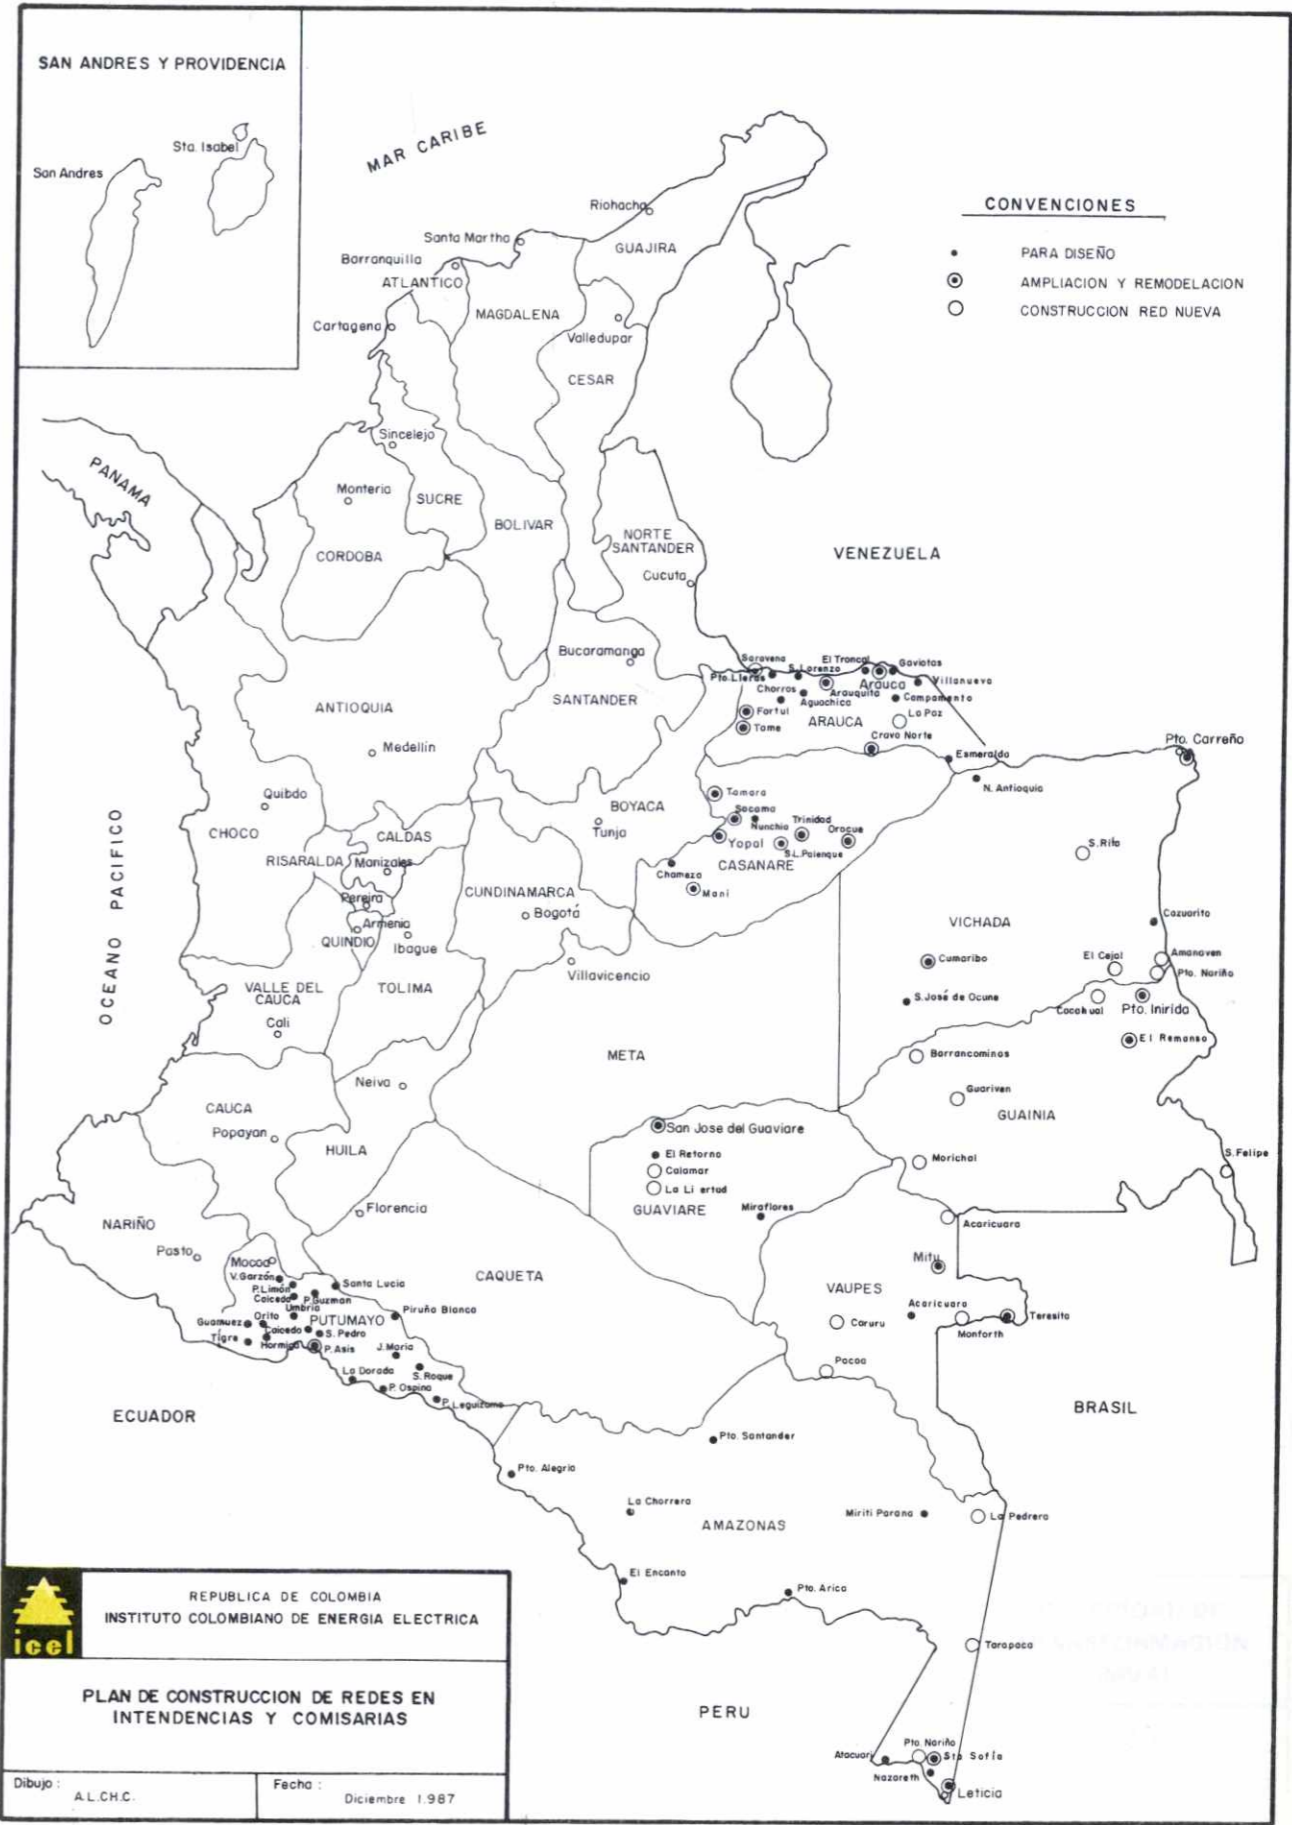 SAN ANDRES Y PROVIDENCIA
Sta. Isabel
San Andres
MAR CARIBE
Riohacha
GUAJIRA
Santa Martha
Barranquilla
ATLANTICO
MAGDALENA
Cartagena
Valledupar
CESAR
CONVENCIONES
PARA DISEÑO
AMPLIACION Y REMODELACION
CONSTRUCCION RED NUEVA
PANAMA
Sincelejo
Monteria
SUCRE
BOLIVAR
CORDOBA
NORTE
SANTANDER
Cucuta
VENEZUELA
Bucaramanga
SANTANDER
ANTIOQUIA
Medellin
Saravena
Pto. Lleras
S. Lorenzo
El Troncal
Gaviotas
Arauca
Villanueva
Chorros
Aguachica
Arauquita
Campamento
Fortul
ARAUCA
La Paz
Tame
Cravo Norte
Esmeralda
Pto. Carreño
N. Antioquia
OCEANO PACIFICO
Quibdo
CHOCO
CALDAS
RISARALDA
Manizales
Pereira
Armenia
QUINDIO
Ibague
BOYACA
Tunja
CUNDINAMARCA
Bogotá
Villavicencio
Tamara
Socama
Nunchia
Trinidad
Orocue
Yopal
S.L. Palenque
CASANARE
Chameza
Mani
S. Rita
VICHADA
Cazuarito
Cumaribo
El Cejal
Amanaven
Pto. Nariño
S. José de Ocune
Cacahual
Pto. Inirida
El Remanso
VALLE DEL
CAUCA
TOLIMA
Cali
META
Barrancominas
Neiva
Guariven
GUAINIA
CAUCA
Popayan
HUILA
San Jose del Guaviare
El Retorno
Calamar
La Li ertad
GUAVIARE
Miraflores
Morichal
S. Felipe
Acaricuara
Florencia
NARIÑO
Pasto
Mocoa
V. Garzón
P. Limón
Caicedo
P. Guzman
Umbria
Santa Lucia
CAQUETA
Piruña Blanca
Guamuez
Orito
PUTUMAYO
Caicedo
S. Pedro
Tígre
Hormiga
P. Asis
J. Maria
S. Roque
La Dorada
P. Ospina
P. Leguizamo
Mitu
VAUPES
Acaricuara
Caruru
Monforth
Teresita
Pacoa
ECUADOR
BRASIL
Pto. Santander
Pto. Alegria
La Chorrera
AMAZONAS
Miriti Parana
La Pedrera
El Encanto
Pto. Arica
Tarapaca
PERU
Pto. Nariño
Atacuari
Sta Sofía
Nazareth
Leticia
icel
REPUBLICA DE COLOMBIA
INSTITUTO COLOMBIANO DE ENERGIA ELECTRICA
PLAN DE CONSTRUCCION DE REDES EN
INTENDENCIAS Y COMISARIAS
Dibujo :
A.L.CH.C.
Fecha :
Diciembre 1.987